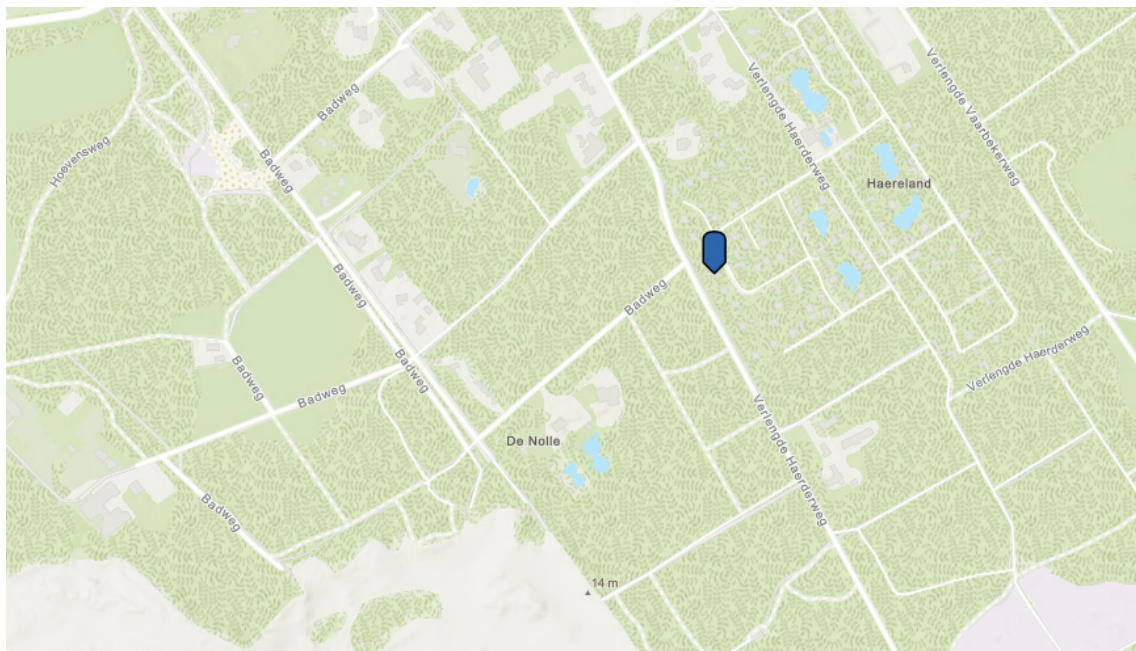 Verlengde Vaarbekerweg
Verlengde Haerderweg
Badweg
Hoevensweg
Badweg
Haereland
Badweg
Badweg
Badweg
Badweg
Badweg
Verlengde Haerderweg
Verlengde Haerderweg
De Nolle
Badweg
14 m